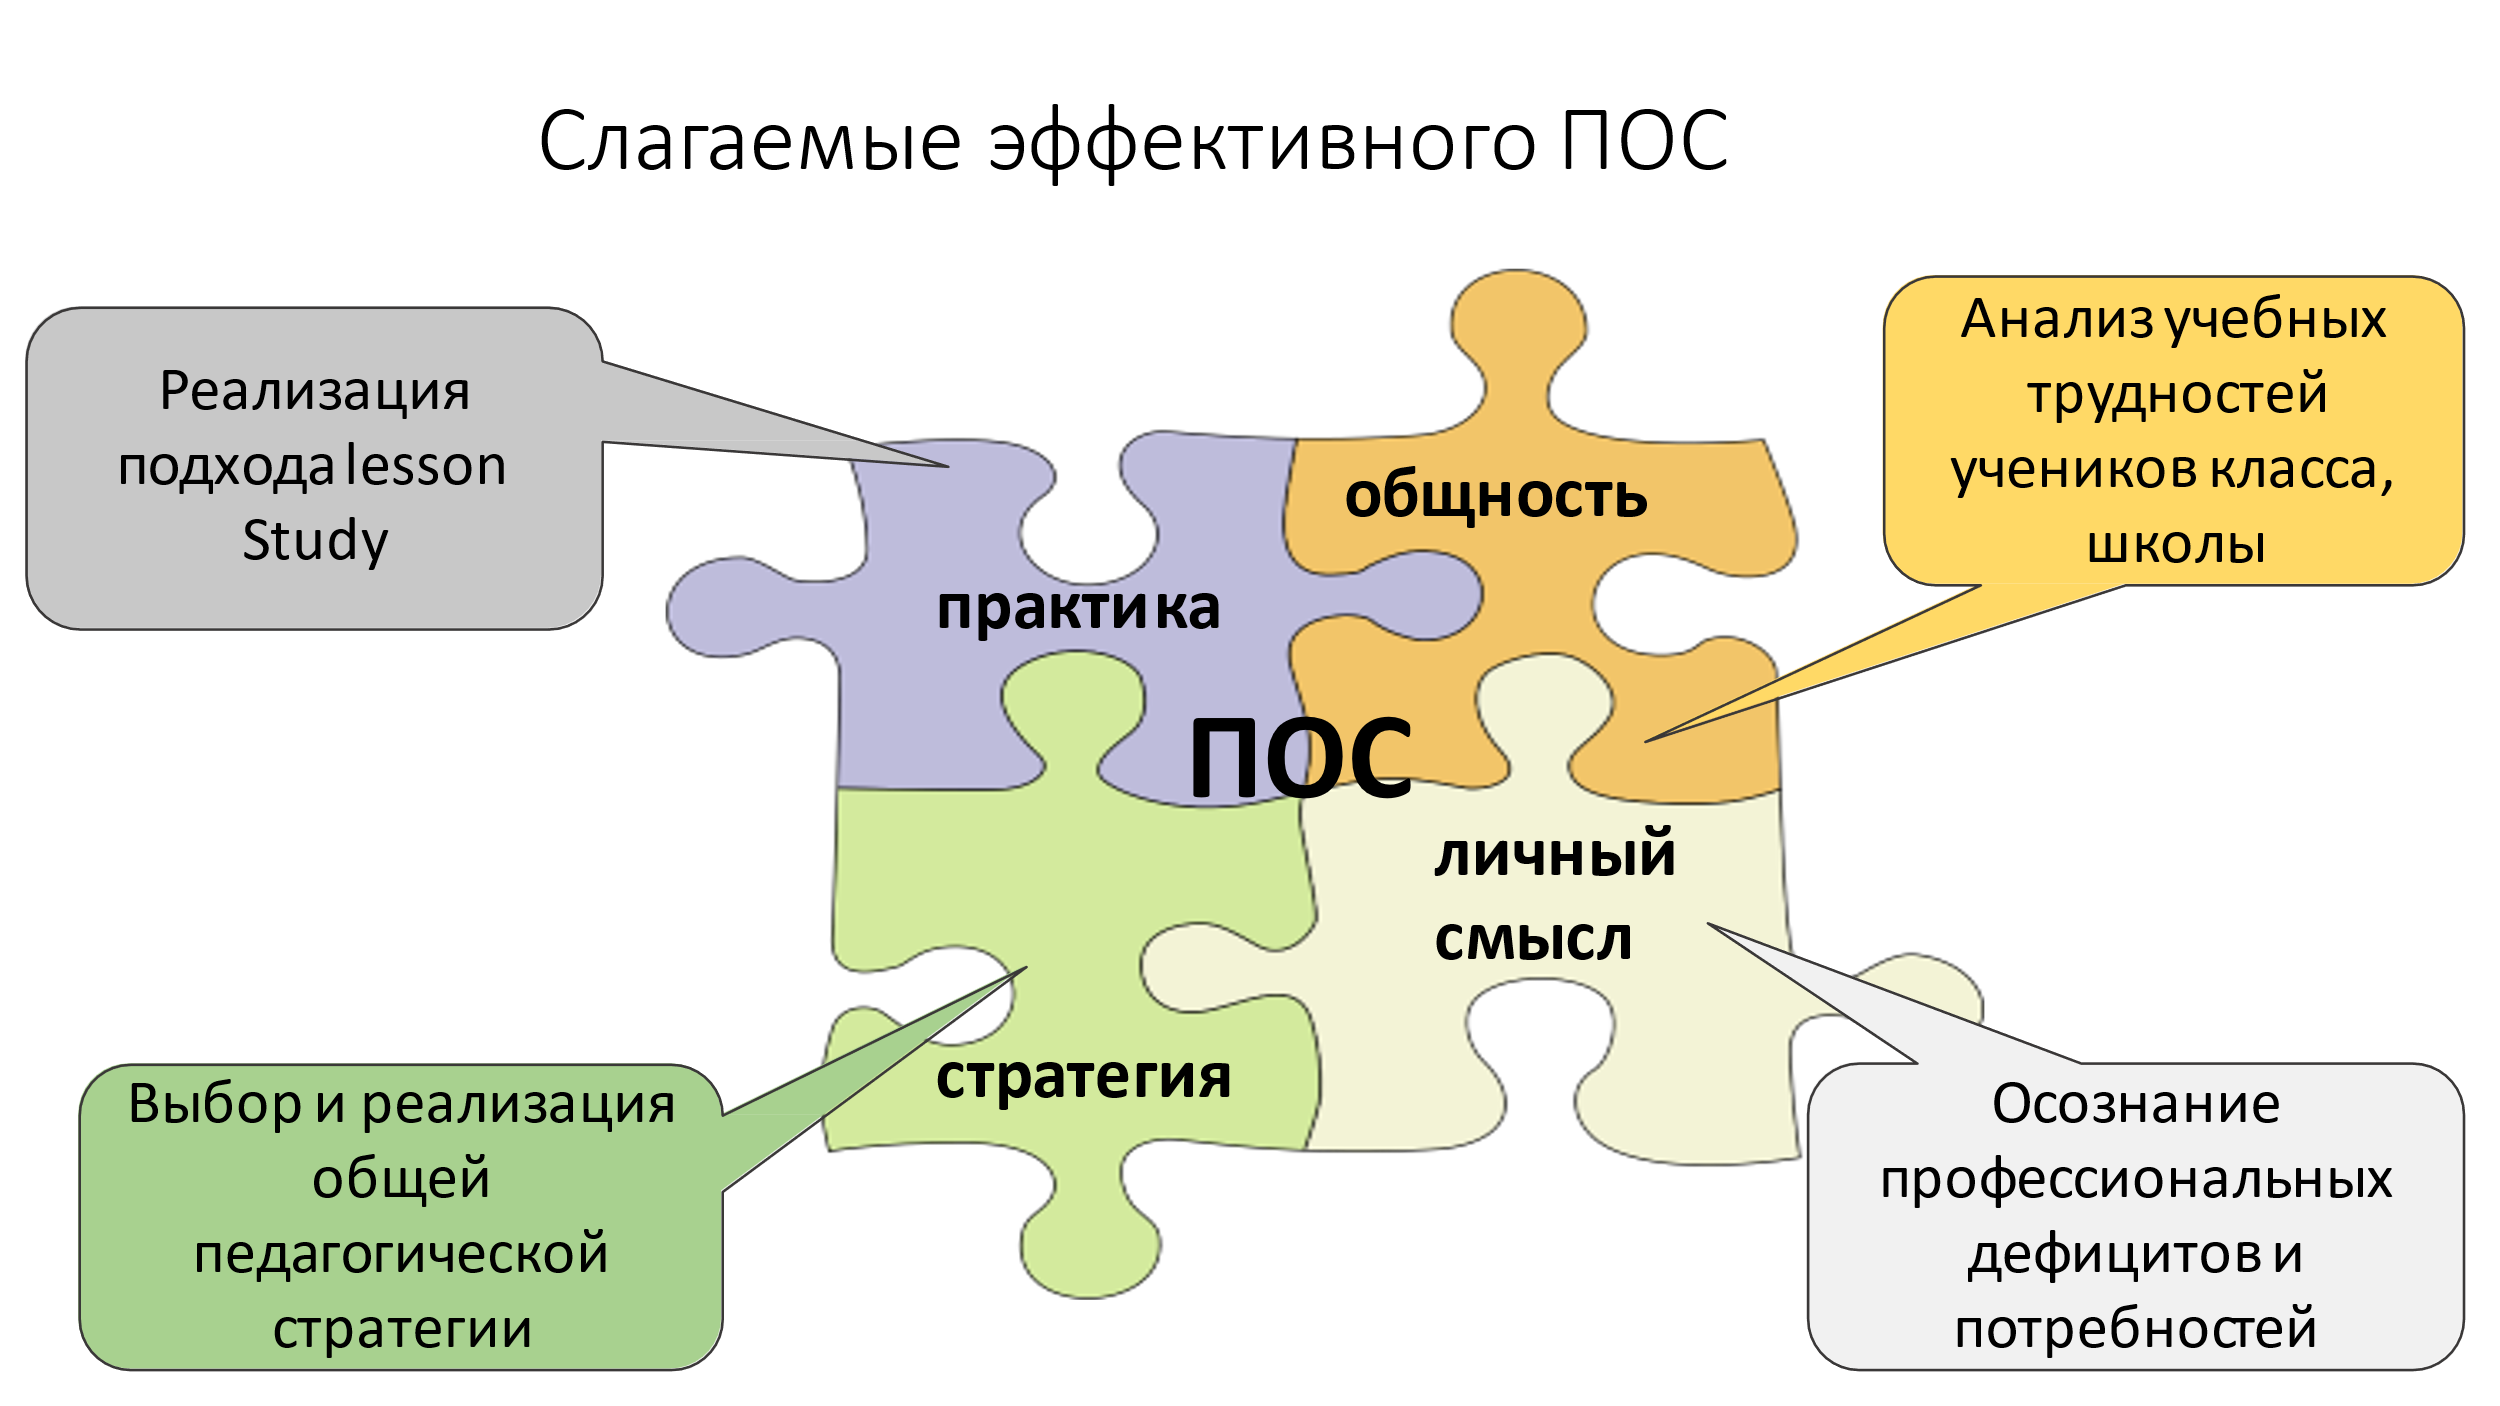 Слагаемые эффективного ПОС
Реализация
подхода lesson
Study
Анализ учебных
трудностей
учеников класса,
школы
общность
практика
ПОС
личный
смысл
стратегия
Выбор и реализация
общей
педагогической
стратегии
Осознание
профессиональных
дефицитов и
потребностей